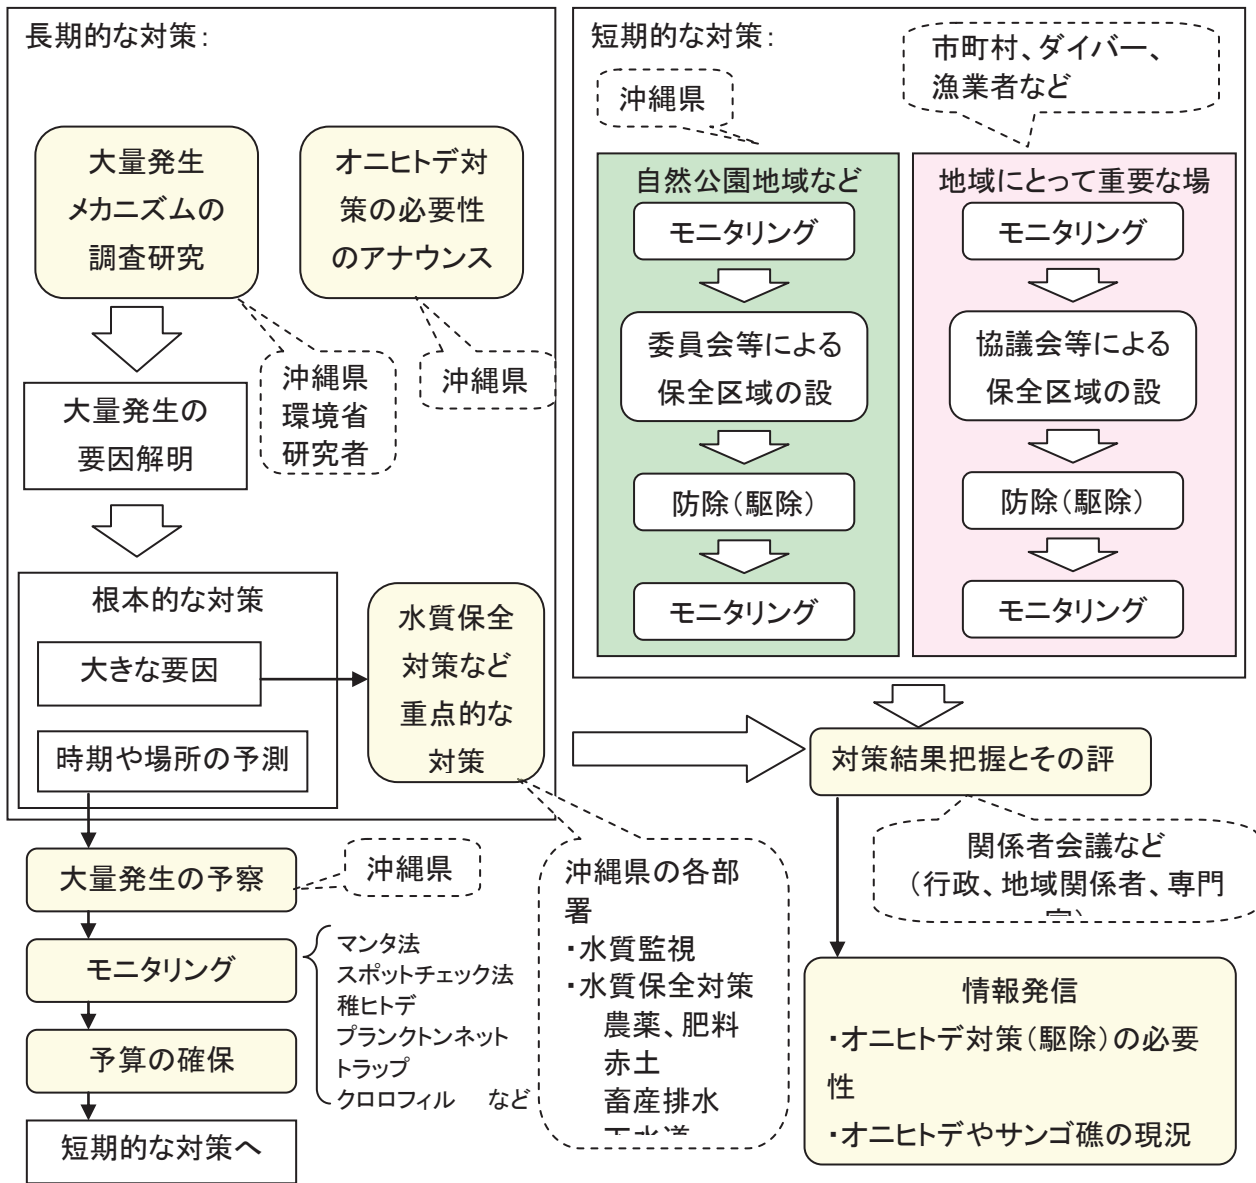 長期的な対策：
大量発生
メカニズムの
調査研究
オニヒトデ対
策の必要性
のアナウンス
沖縄県
環境省
研究者
沖縄県
大量発生の
要因解明
根本的な対策
大きな要因
時期や場所の予測
水質保全
対策など
重点的な
対策
大量発生の予察
沖縄県
モニタリング
マンタ法
スポットチェック法
稚ヒトデ
プランクトンネット
トラップ
クロロフィル　など
予算の確保
短期的な対策へ
沖縄県の各部
署
・水質監視
・水質保全対策
農薬、肥料
赤土
畜産排水
短期的な対策：
沖縄県
市町村、ダイバー、
漁業者など
自然公園地域など
モニタリング
委員会等による
保全区域の設
防除（駆除）
モニタリング
地域にとって重要な場
モニタリング
協議会等による
保全区域の設
防除（駆除）
モニタリング
対策結果把握とその評
関係者会議など
（行政、地域関係者、専門
情報発信
・オニヒトデ対策（駆除）の必要
性
・オニヒトデやサンゴ礁の現況